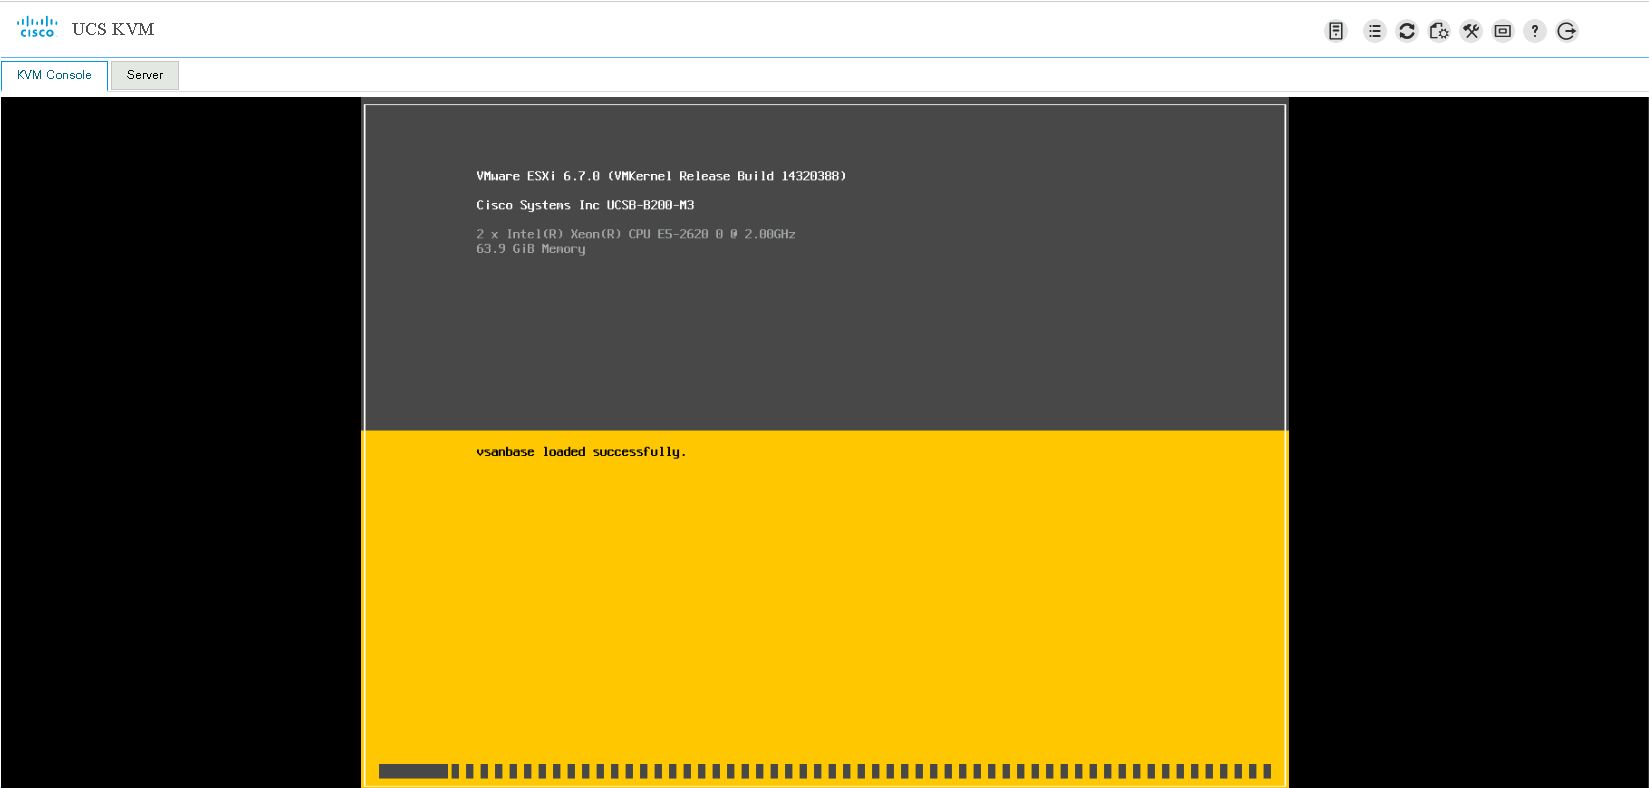 cisco UCS KVM
?
KVM Console Server
VMware ESXi 6.7.0 (VMKernel Release Build 14320388)
Cisco Systems Inc UCSB-B200-M3
2 x Intel(R) Xeon(R) CPU E5-2620 0 @ 2.00GHz
63.9 GiB Memory
vsanbase loaded successfully.